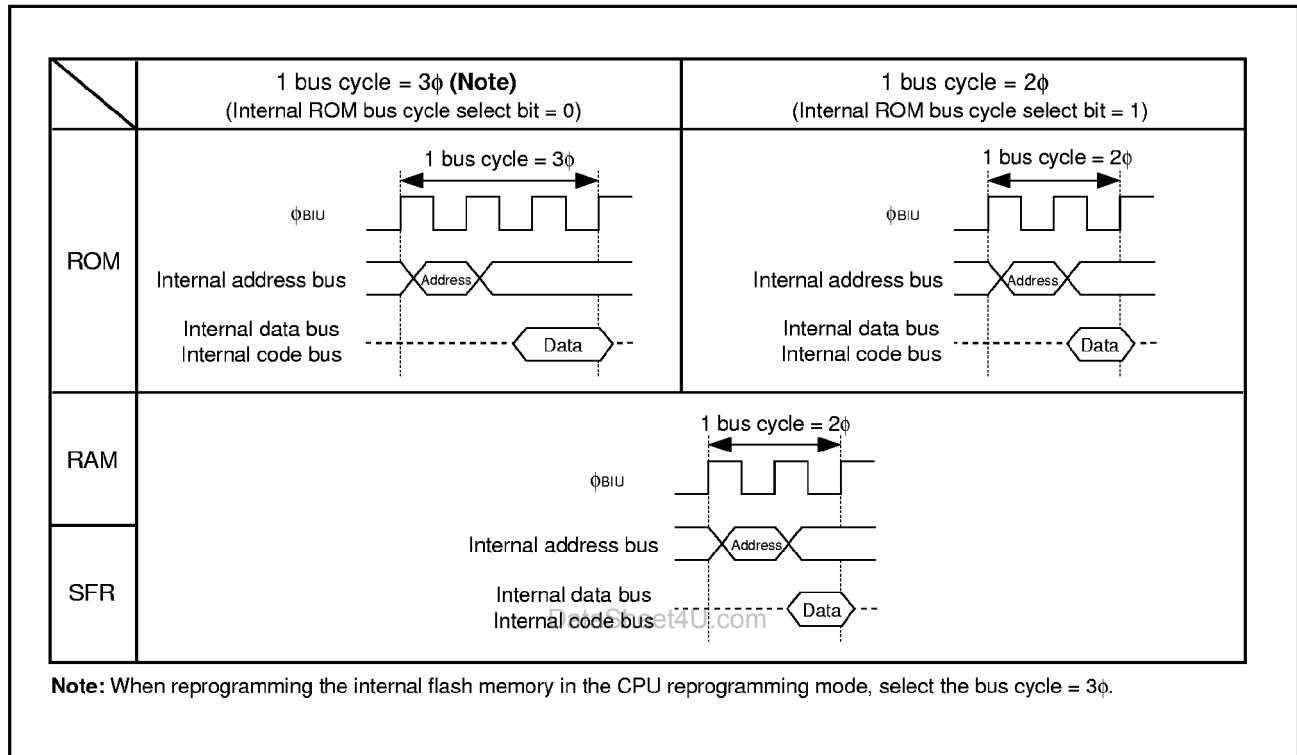 1 bus cycle = 3ϕ (Note)
(Internal ROM bus cycle select bit = 0)
1 bus cycle = 2ϕ
(Internal ROM bus cycle select bit = 1)
ROM
1 bus cycle = 3ϕ
ϕBIU
Internal address bus
Address
Internal data bus
Internal code bus
Data
1 bus cycle = 2ϕ
ϕBIU
Internal address bus
Address
Internal data bus
Internal code bus
Data
RAM
SFR
1 bus cycle = 2ϕ
ϕBIU
Internal address bus
Address
Internal data bus
Internal code bus
Data
DataSheet4U.com
Note: When reprogramming the internal flash memory in the CPU reprogramming mode, select the bus cycle = 3ϕ.